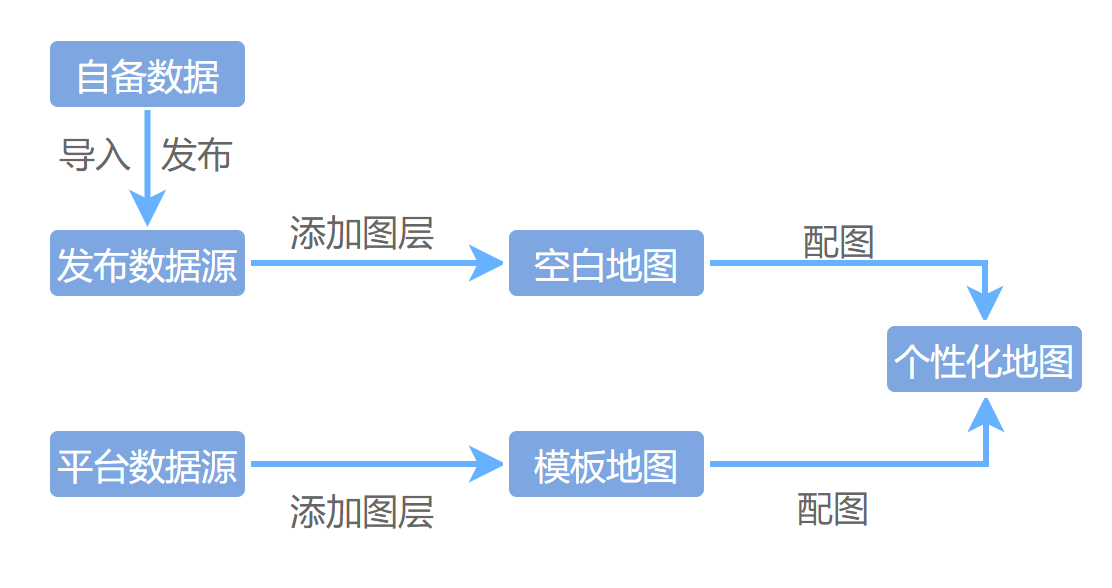 自备数据
导入 发布
添加图层
配图
发布数据源
空白地图
个性化地图
平台数据源
模板地图
添加图层
配图